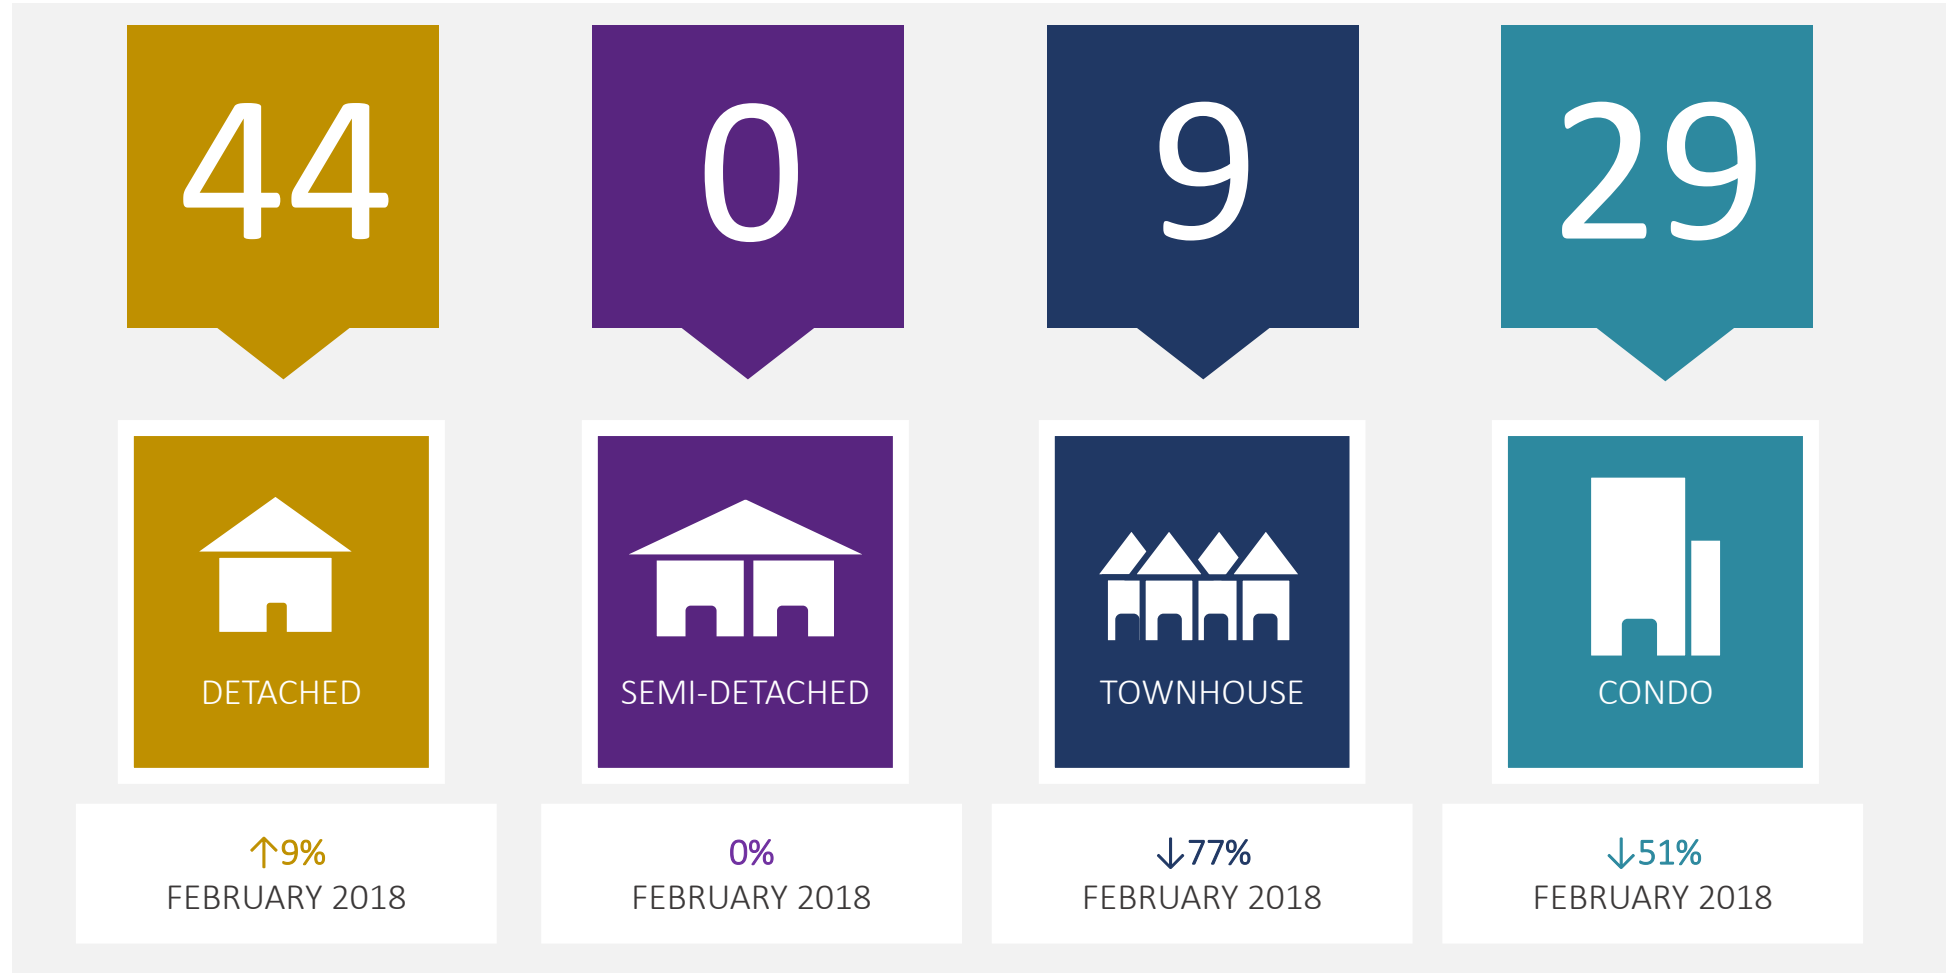 44
0
9
29
DETACHED
SEMI-DETACHED
TOWNHOUSE
CONDO
↑9%
FEBRUARY 2018
0%
FEBRUARY 2018
↓77%
FEBRUARY 2018
↓51%
FEBRUARY 2018